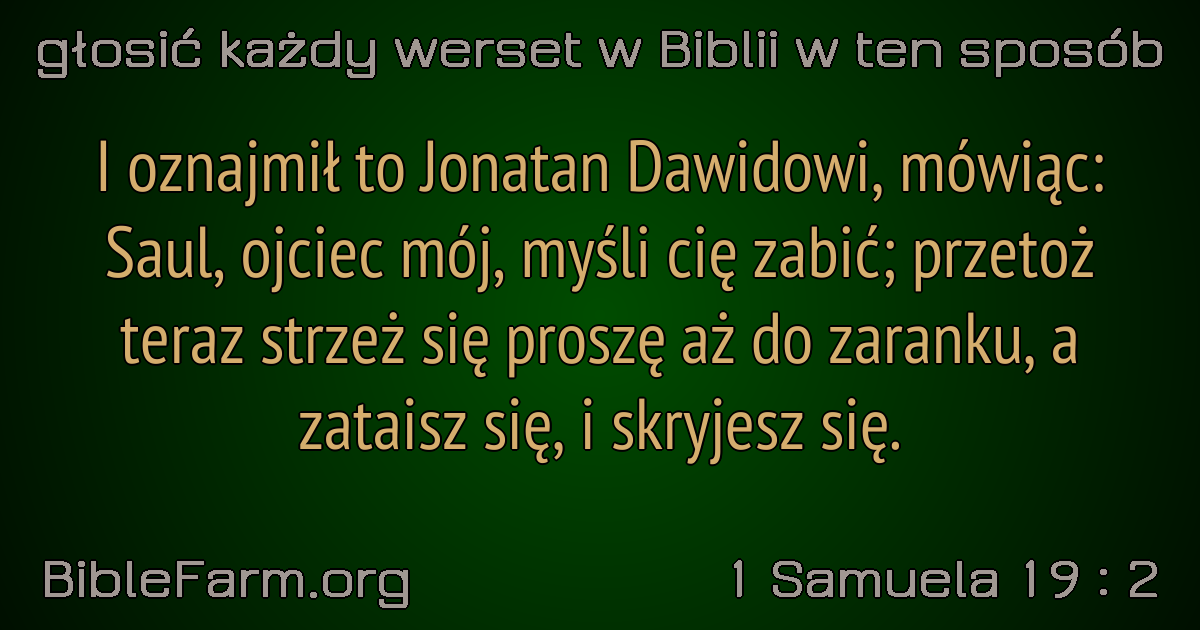 głosić każdy werset w Biblii w ten sposób
I oznajmił to Jonatan Dawidowi, mówiąc:
Saul, ojciec mój, myśli cię zabić; przetoż
teraz strzeż się proszę aż do zaranku, a
zataisz się, i skryjesz się.
BibleFarm.org
1 Samuela 19 : 2